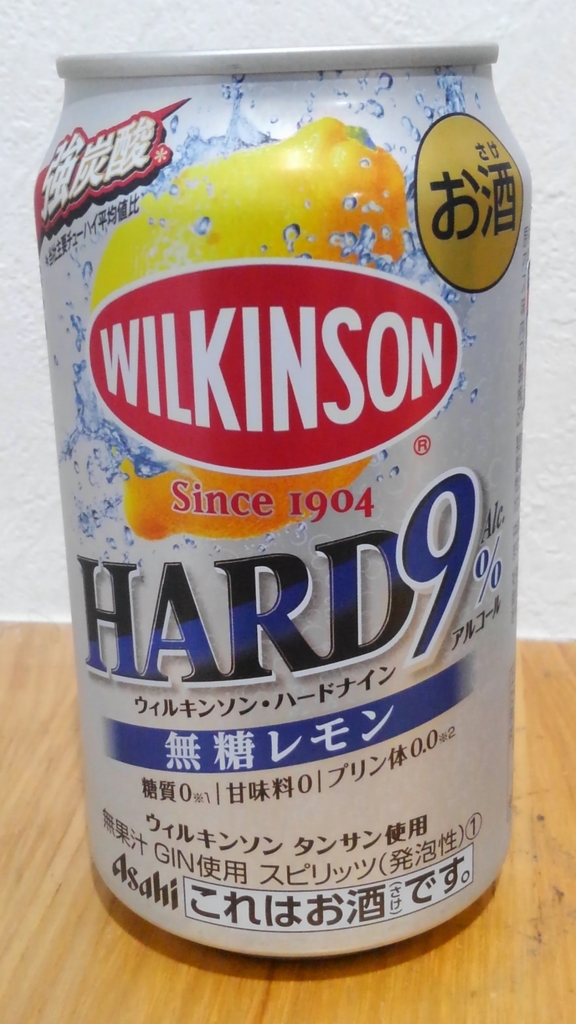 強炭酸*
*当社主要チューハイ平均値比
さけ
お酒
WILKINSON
®
Since 1904
HARD9%
Alc.
アルコール
ウィルキンソン・ハードナイン
無糖レモン
糖質0※1|甘味料0|プリン体0.0※2
ウィルキンソン タンサン使用
無果汁 GIN使用 スピリッツ(発泡性)①
Asahi これはお酒(さけ)です。